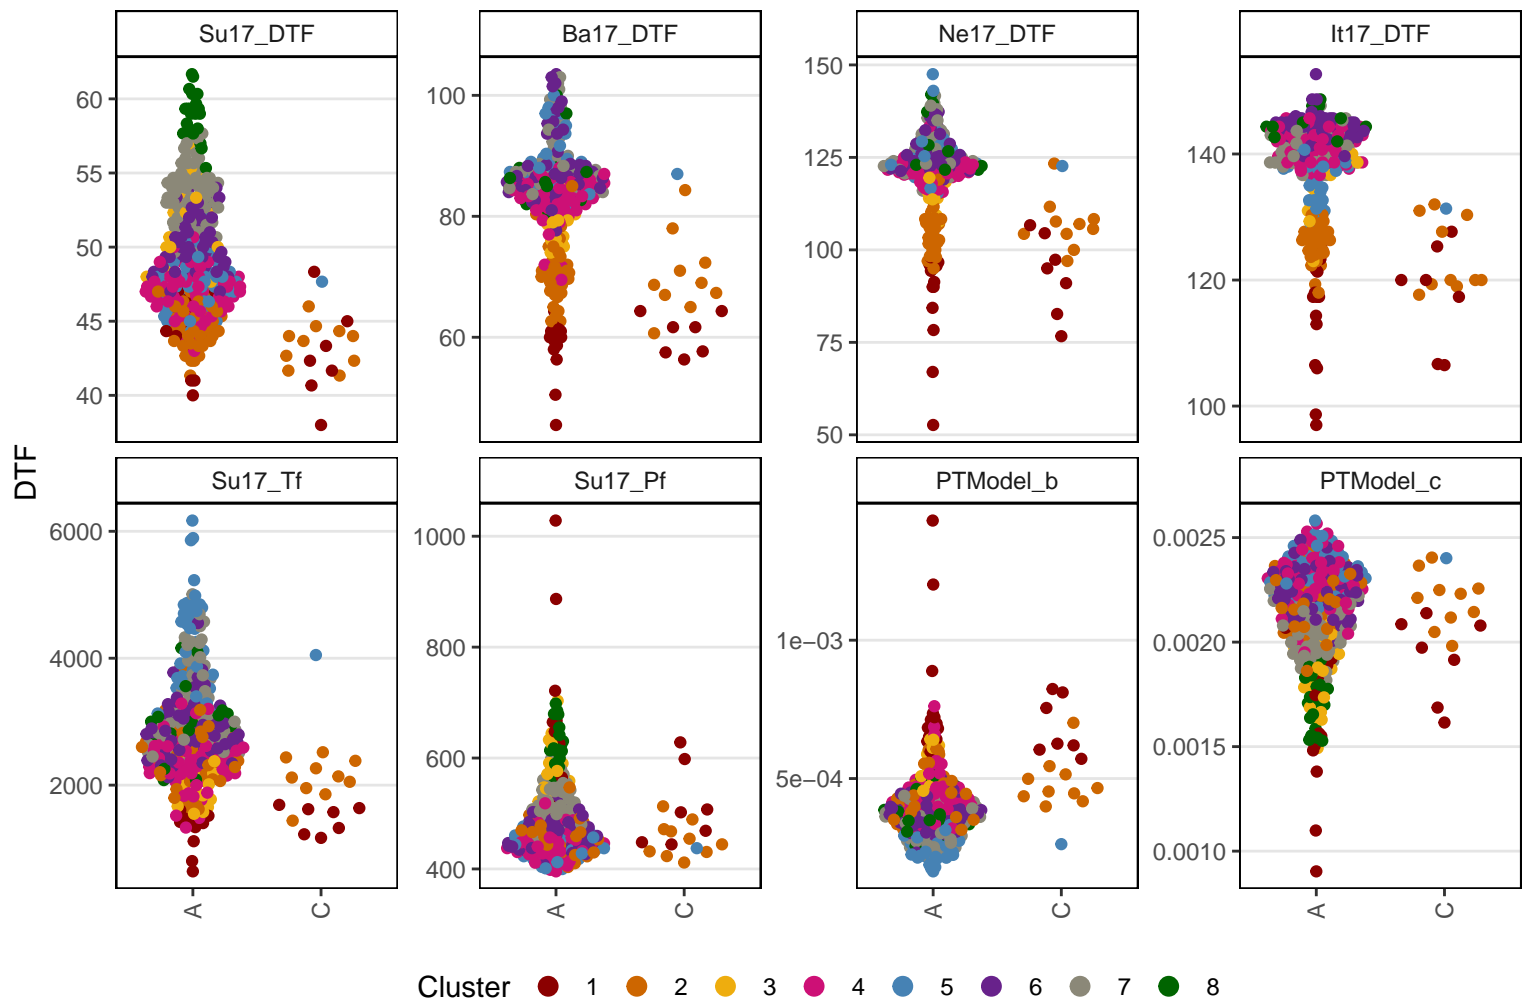 Su17_DTF Ba17_DTF Ne17_DTF It17_DTF
60 55 50 45 40
100 80 60
150 125 100 75 50
140 120 100
DTF
Su17_Tf Su17_Pf PTModel_b PTModel_c
6000 4000 2000
1000 800 600 400
1e-03 5e-04
0.0025 0.0020 0.0015 0.0010
A C A C A C A C
Cluster 1 2 3 4 5 6 7 8